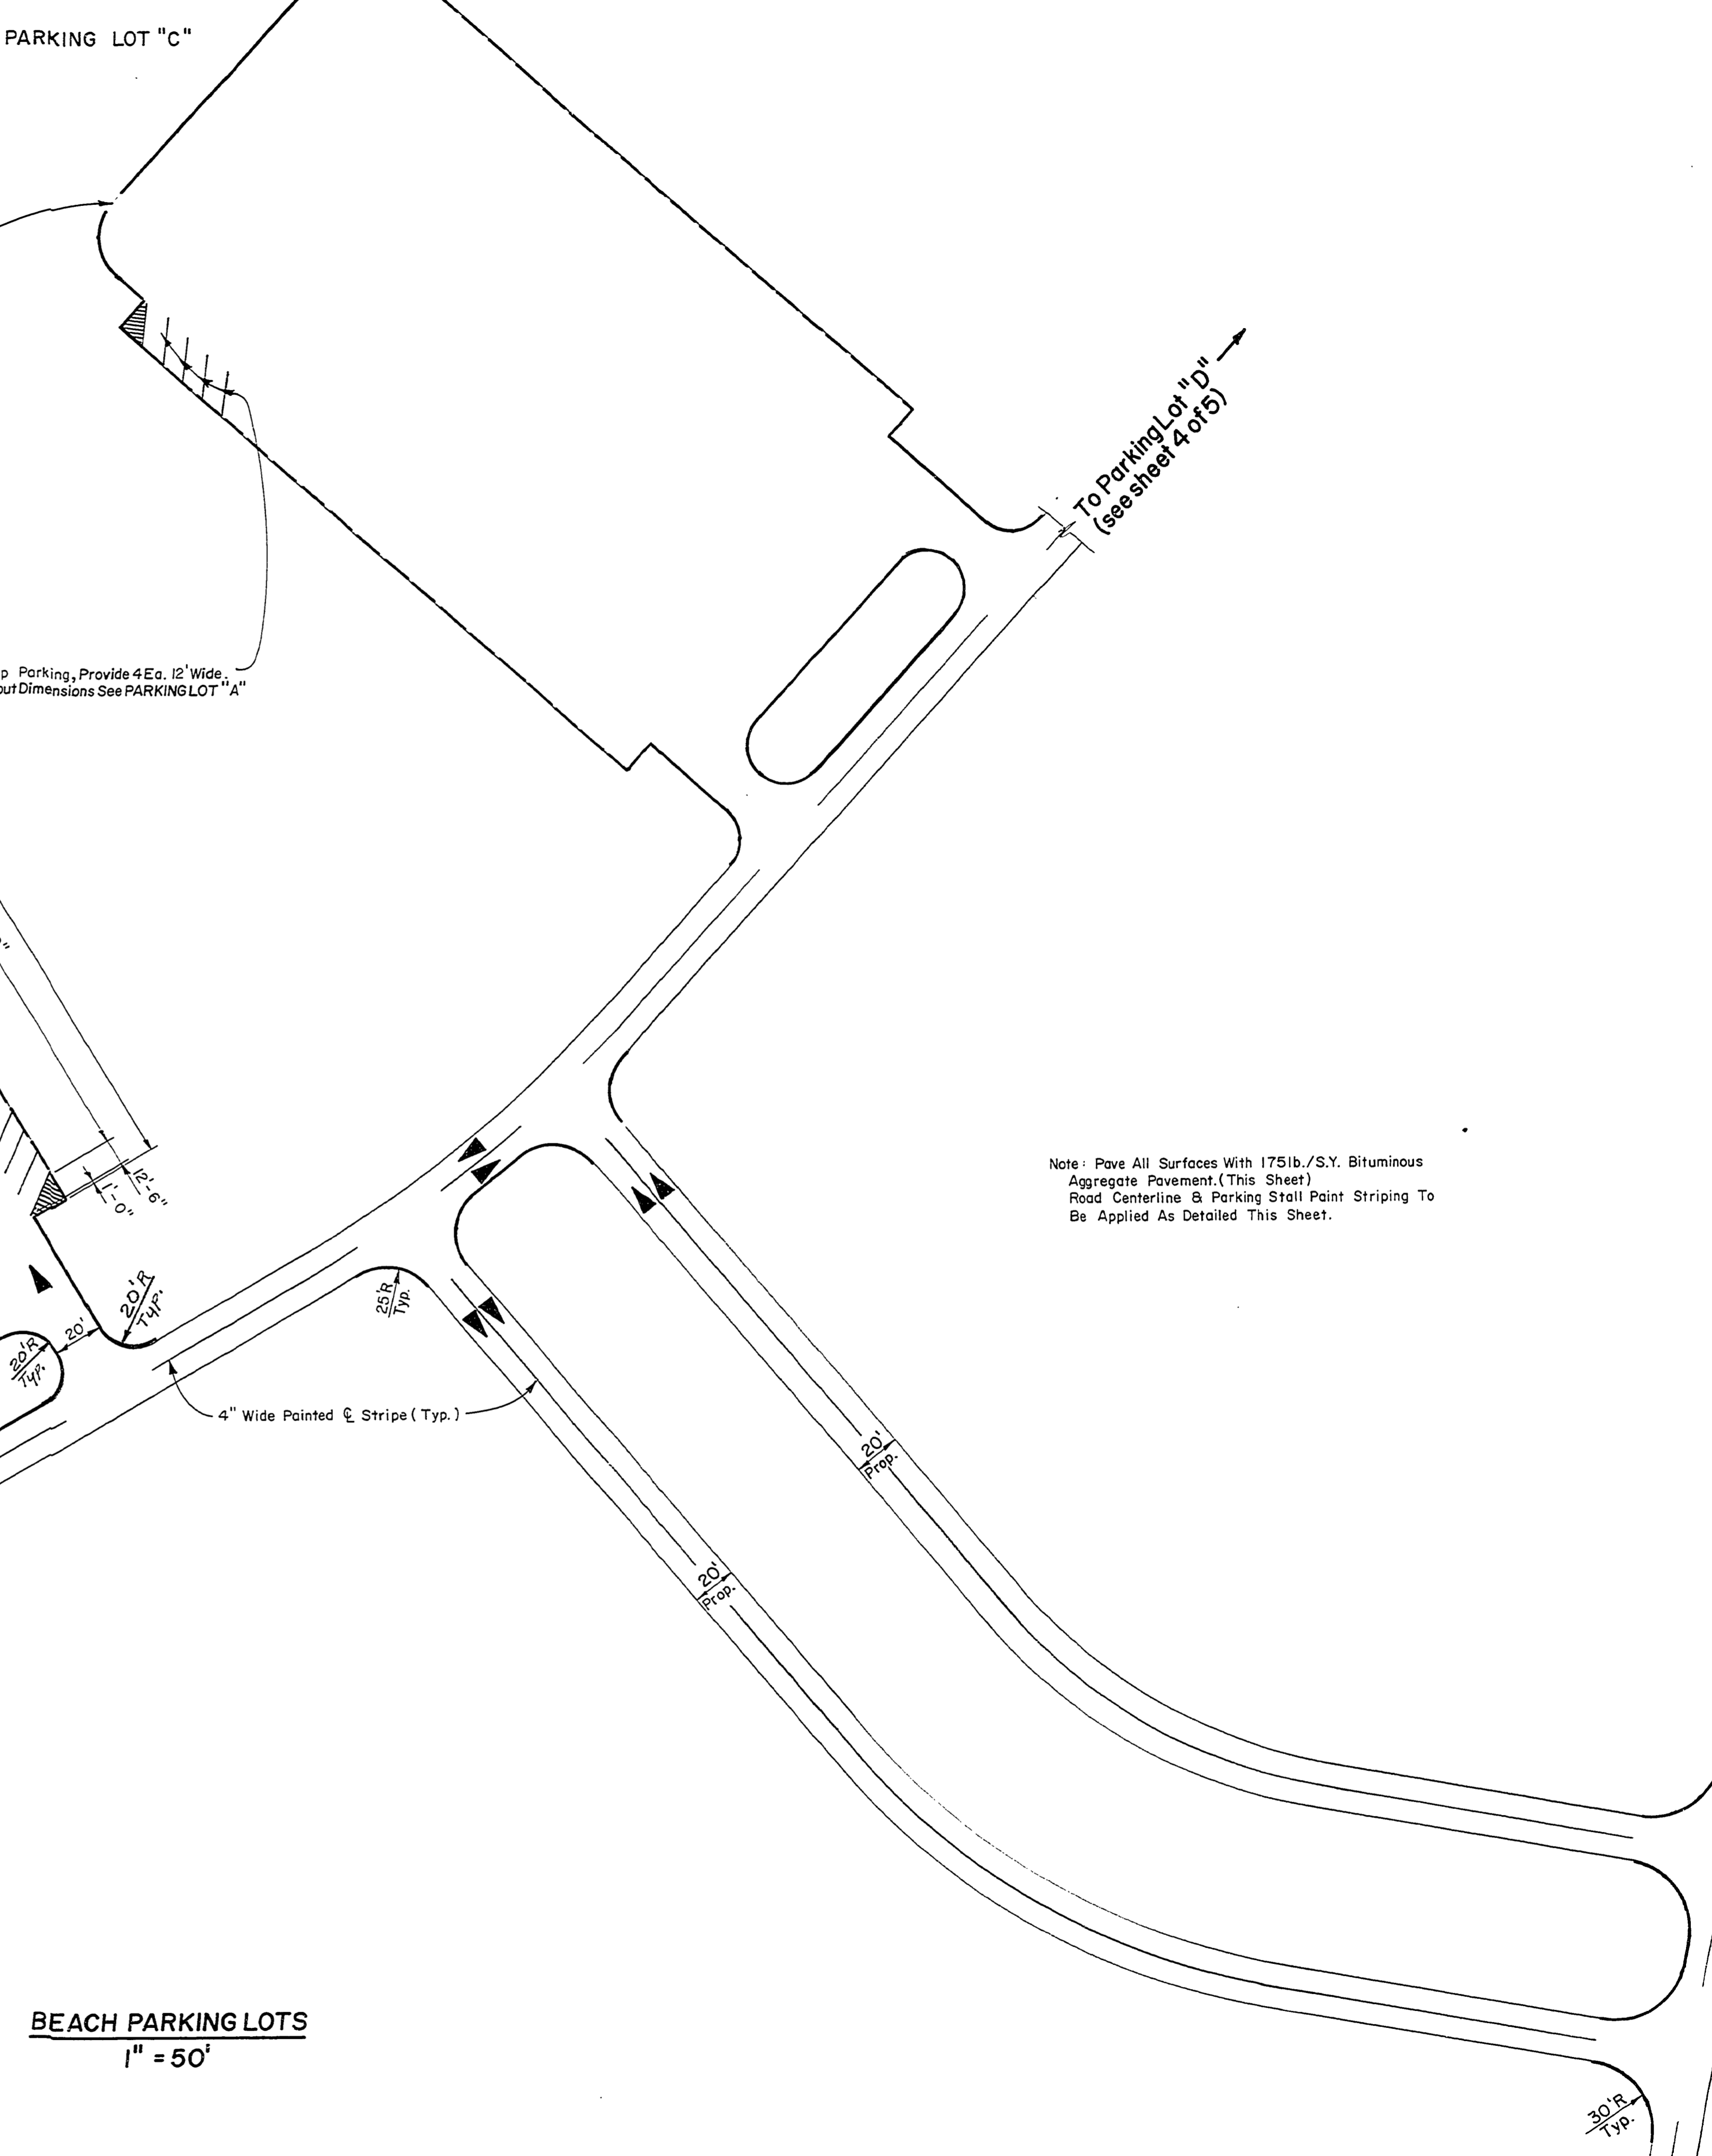 PARKING LOT "C"
To Parking Lot "D"
(see sheet 4 of 5)
p Parking, Provide 4 Ea. 12' Wide.
out Dimensions See PARKING LOT "A"
12'-6"
1'-0"
Note: Pave All Surfaces With 175lb./S.Y. Bituminous
Aggregate Pavement. (This Sheet)
Road Centerline & Parking Stall Paint Striping To
Be Applied As Detailed This Sheet.
20'R
Typ.
25'R
Typ.
20'
20'R
Typ.
4" Wide Painted ℄ Stripe (Typ.)
20'
Prop.
20'
Prop.
BEACH PARKING LOTS
1" = 50'
30'R
Typ.